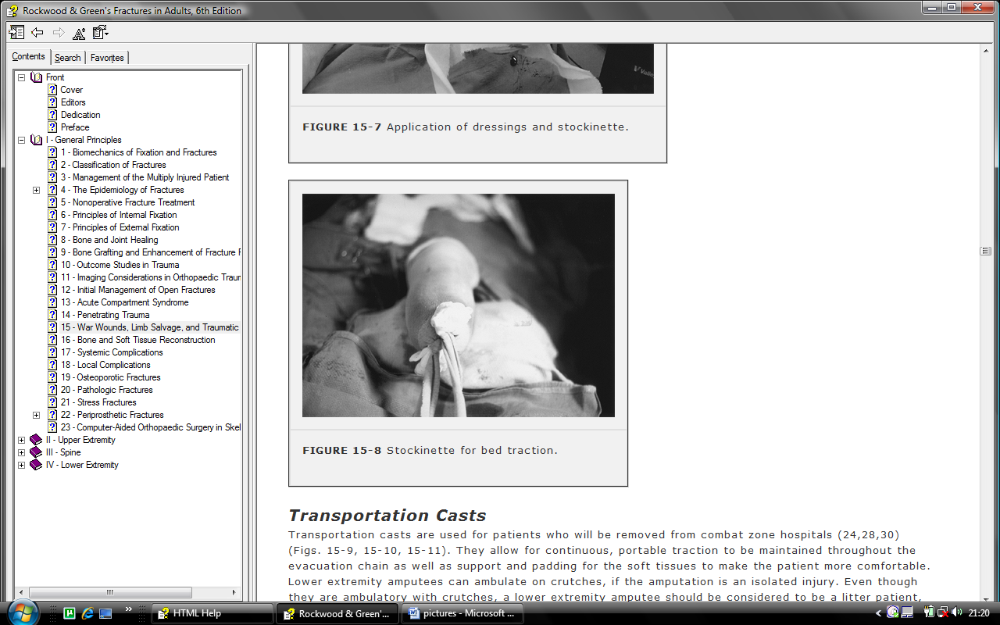 Rockwood & Green's Fractures in Adults, 6th Edition
Contents Search Favorites
Front
Cover
Editors
Dedication
Preface
I - General Principles
1 - Biomechanics of Fixation and Fractures
2 - Classification of Fractures
3 - Management of the Multiply Injured Patient
4 - The Epidemiology of Fractures
5 - Nonoperative Fracture Treatment
6 - Principles of Internal Fixation
7 - Principles of External Fixation
8 - Bone and Joint Healing
9 - Bone Grafting and Enhancement of Fracture F
10 - Outcome Studies in Trauma
11 - Imaging Considerations in Orthopaedic Traur
12 - Initial Management of Open Fractures
13 - Acute Compartment Syndrome
14 - Penetrating Trauma
15 - War Wounds, Limb Salvage, and Traumatic
16 - Bone and Soft Tissue Reconstruction
17 - Systemic Complications
18 - Local Complications
19 - Osteoporotic Fractures
20 - Pathologic Fractures
21 - Stress Fractures
22 - Periprosthetic Fractures
23 - Computer-Aided Orthopaedic Surgery in Skel
II - Upper Extremity
III - Spine
IV - Lower Extremity
FIGURE 15-7 Application of dressings and stockinette.
FIGURE 15-8 Stockinette for bed traction.
Transportation Casts
Transportation casts are used for patients who will be removed from combat zone hospitals (24,28,30)
(Figs. 15-9, 15-10, 15-11). They allow for continuous, portable traction to be maintained throughout the
evacuation chain as well as support and padding for the soft tissues to make the patient more comfortable.
Lower extremity amputees can ambulate on crutches, if the amputation is an isolated injury. Even though
they are ambulatory with crutches, a lower extremity amputee should be considered to be a litter patient,
HTML Help
Rockwood & Green'...
pictures - Microsoft ...
21:20